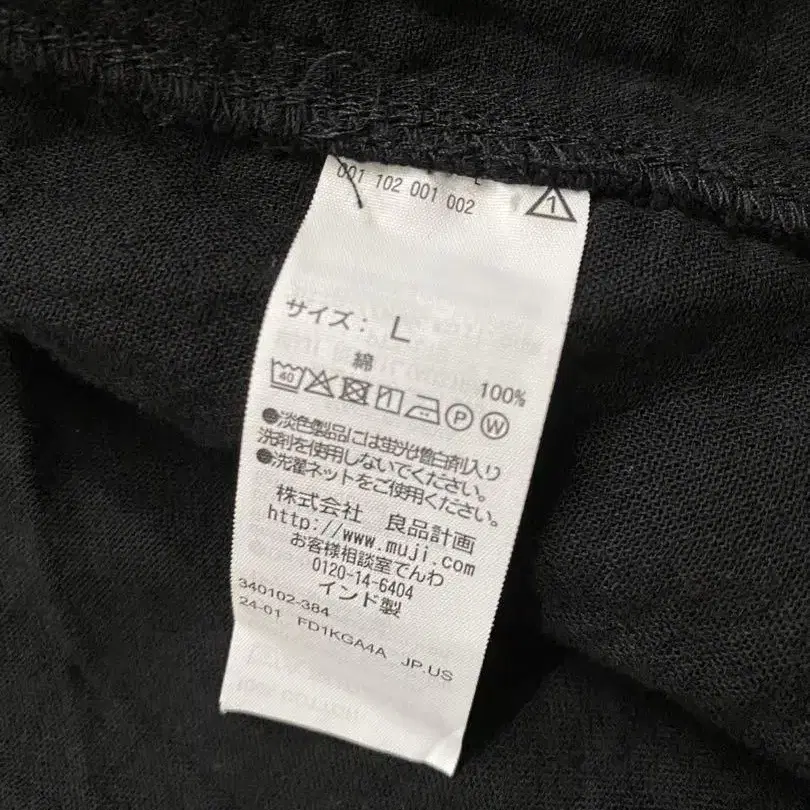 001 102 001 002
1
サイズ: L
綿 100%
40 P W
●淡色製品には蛍光増白剤入り
洗剤を使用しないでください。
●洗濯ネットをご使用ください。
株式会社 良品計画
http://www.muji.com
お客様相談室でんわ
0120-14-6404
インド製
340102-384
24-01 FD1KGA4A JP.US